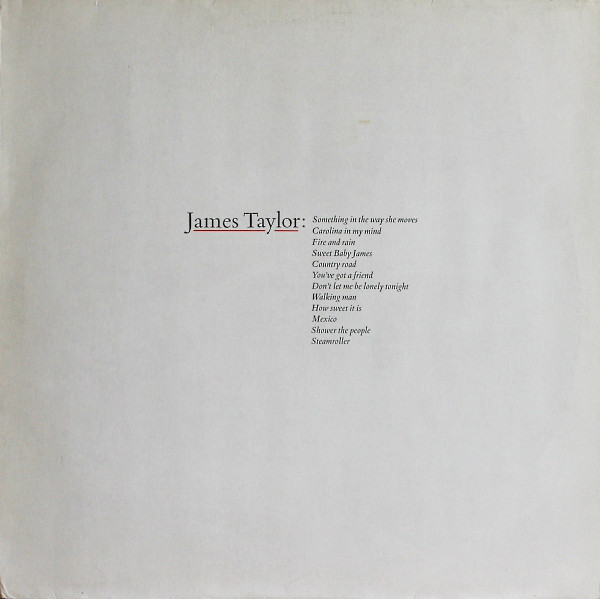 James Taylor:
Something in the way she moves
Carolina in my mind
Fire and rain
Sweet Baby James
Country road
You've got a friend
Don't let me be lonely tonight
Walking man
How sweet it is
Mexico
Shower the people
Steamroller